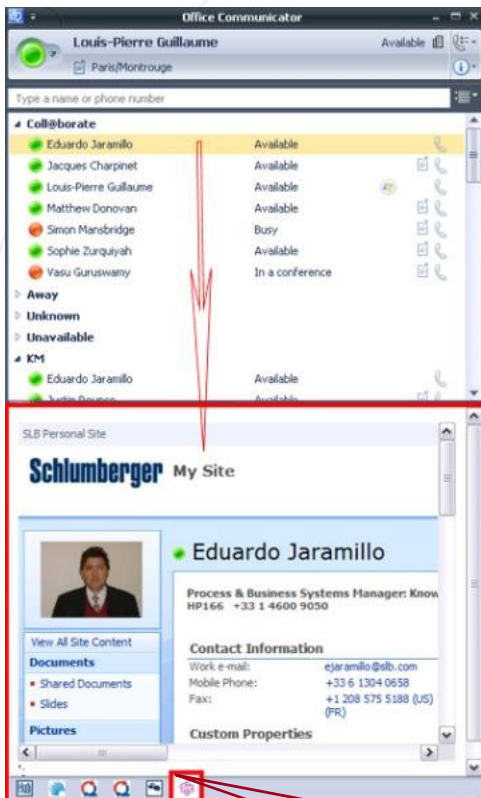 Office Communicator
Louis-Pierre Guillaume Available
Paris/Montrouge
Type a name or phone number
Coll@borate
Eduardo Jaramillo Available
Jacques Charpinet Available
Louis-Pierre Guillaume Available
Matthew Donovan Available
Simon Mansbridge Busy
Sophie Zurquiyah Available
Vasu Guruswamy In a conference
Away
Unknown
Unavailable
KM
Eduardo Jaramillo Available
Available
SLB Personal Site
Schlumberger My Site
Eduardo Jaramillo
Process & Business Systems Manager: Know
HP166 +33 1 4600 9050
View All Site Content
Documents
Shared Documents
Slides
Pictures
Contact Information
Work e-mail: ejaramillo@slb.com
Mobile Phone: +33 6 1304 0658
Fax: +1 208 575 5188 (US)
(FR)
Custom Properties